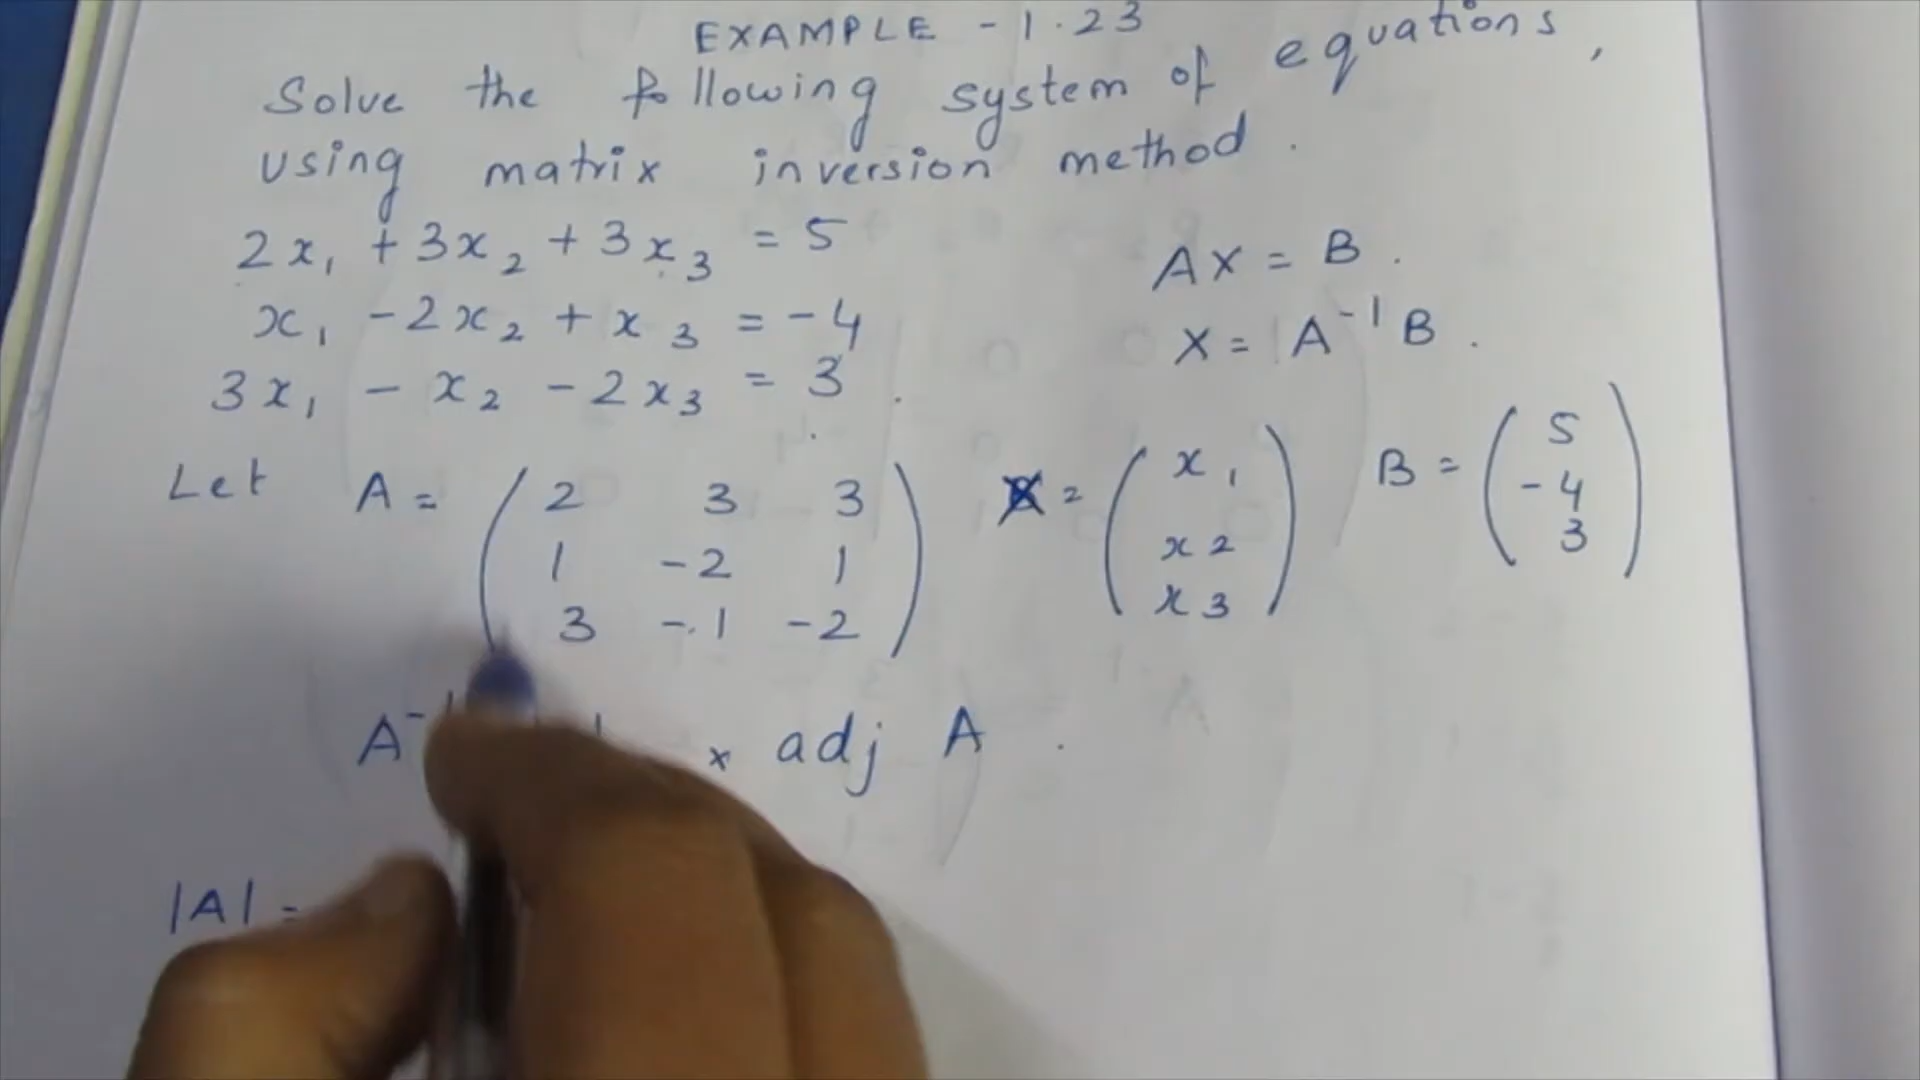 EXAMPLE - 1.23
Solve the following system of equations,
using matrix inversion method.
2x₁ + 3x₂ + 3x₃ = 5
x₁ - 2x₂ + x₃ = -4
3x₁ - x₂ - 2x₃ = 3.
AX = B.
X = A⁻¹B.
Let A = (2 3 3
1 -2 1
3 -1 -2)
X = (x₁
x2
x3)
B = (5
-4
3)
A⁻¹ x adj A.
|A| =